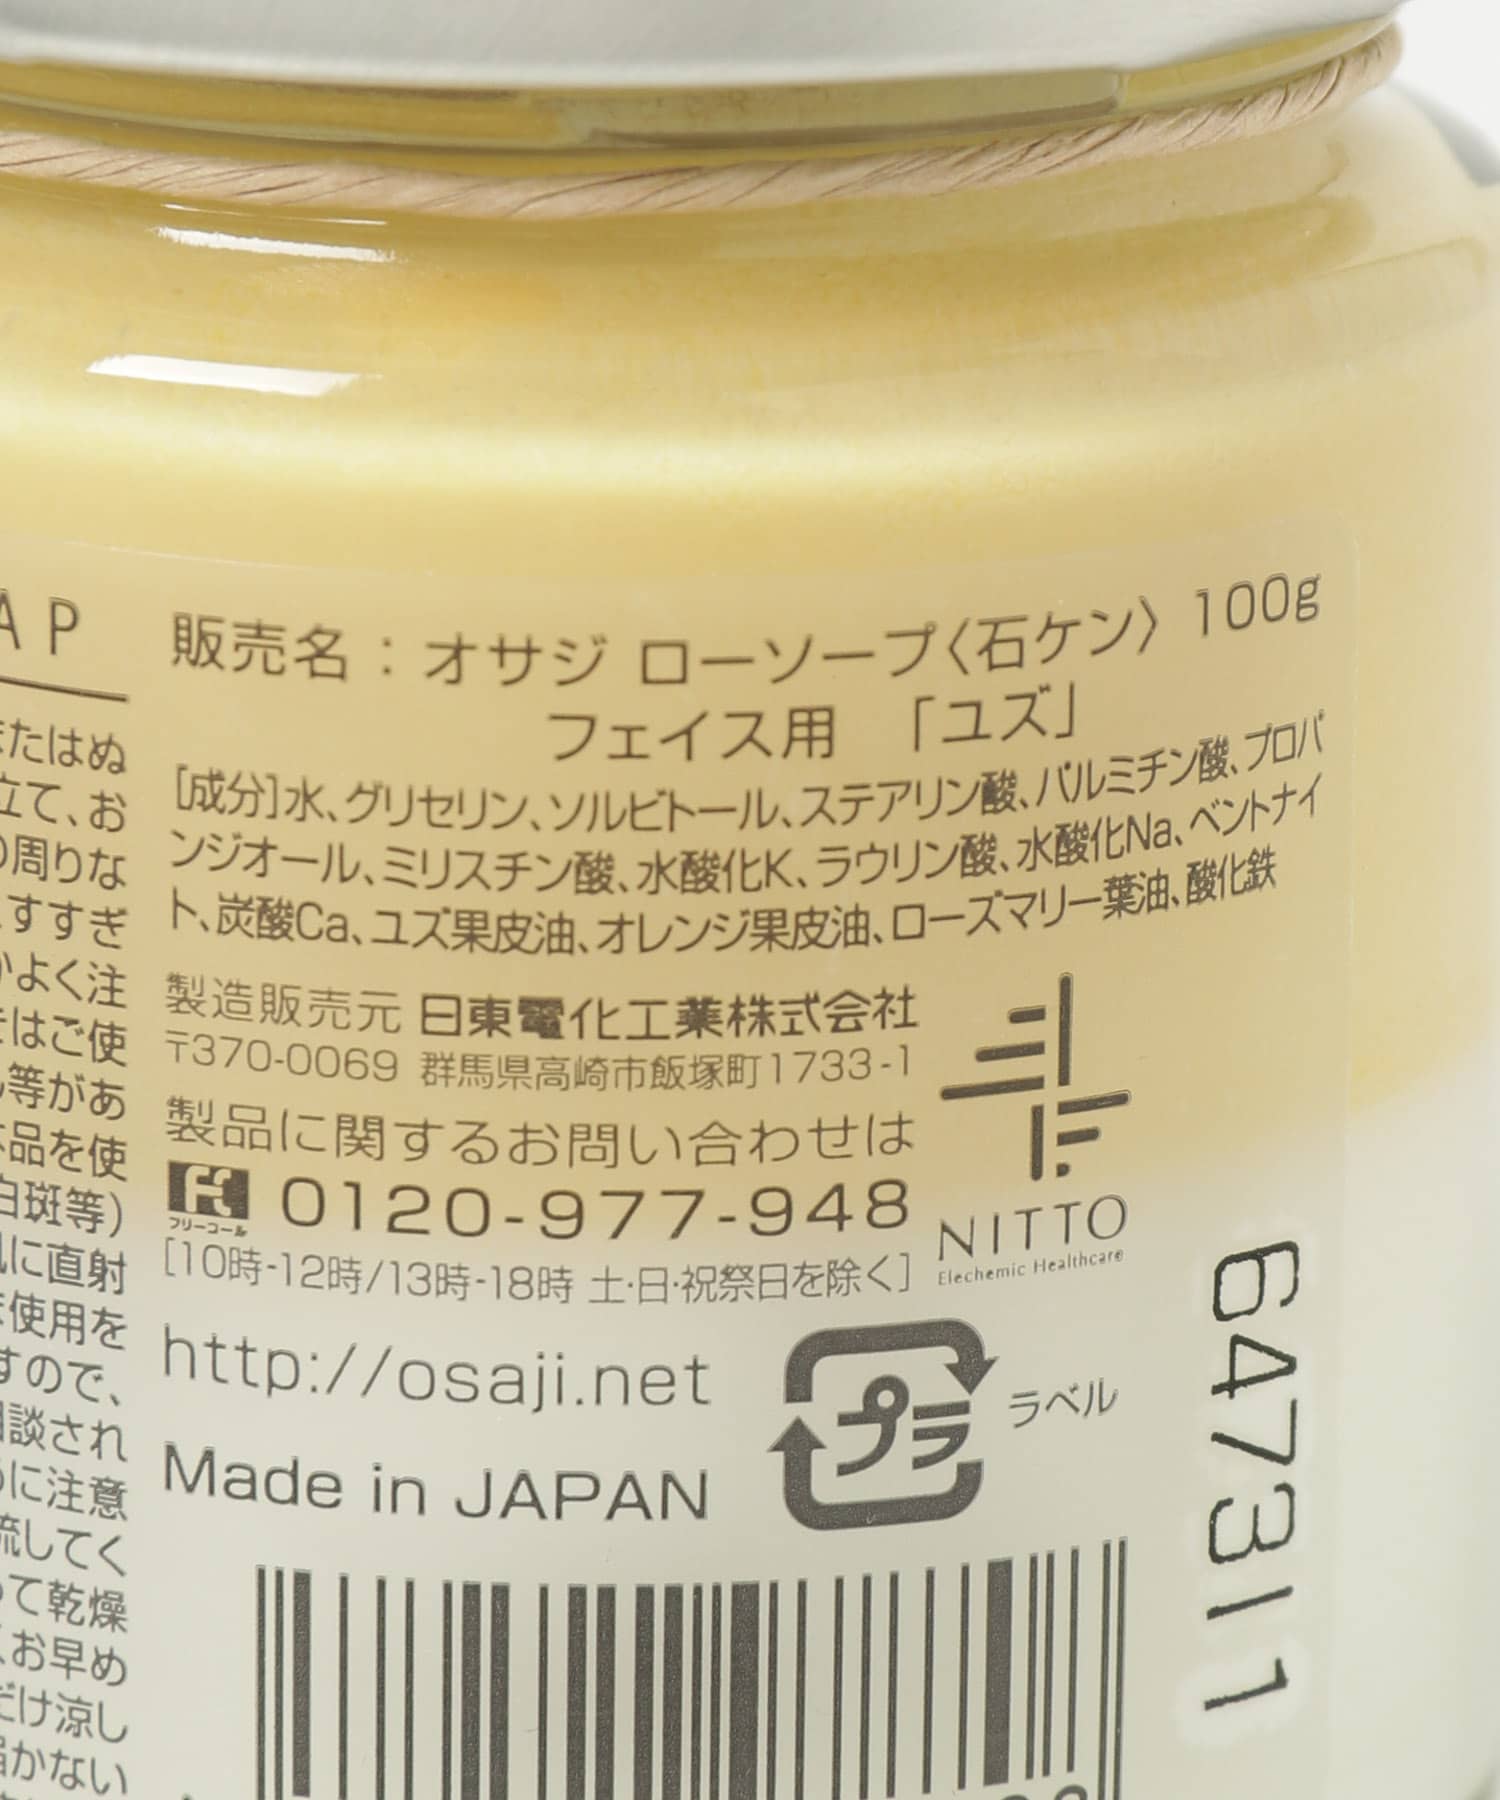 AP
たはぬ
立て、お
周りな
すすぎ
よく注
はご使
等があ
品を使
白斑等)
に直射
使用を
すので、
談され
に注意
流してく
て乾燥
お早め
だけ涼し
かない
販売名：オサジ ローソープ〈石ケン〉100g
フェイス用 「ユズ」
[成分]水、グリセリン、ソルビトール、ステアリン酸、パルミチン酸、プロパ
ンジオール、ミリスチン酸、水酸化K、ラウリン酸、水酸化Na、ベントナイ
ト、炭酸Ca、ユズ果皮油、オレンジ果皮油、ローズマリー葉油、酸化鉄
製造販売元 日東電化工業株式会社
〒370-0069 群馬県高崎市飯塚町1733-1
製品に関するお問い合わせは
フリーコール 0120-977-948
[10時-12時/13時-18時 土・日・祝祭日を除く]
NITTO
Elechemic Healthcare
http://osaji.net
プラ
ラベル
Made in JAPAN
647311